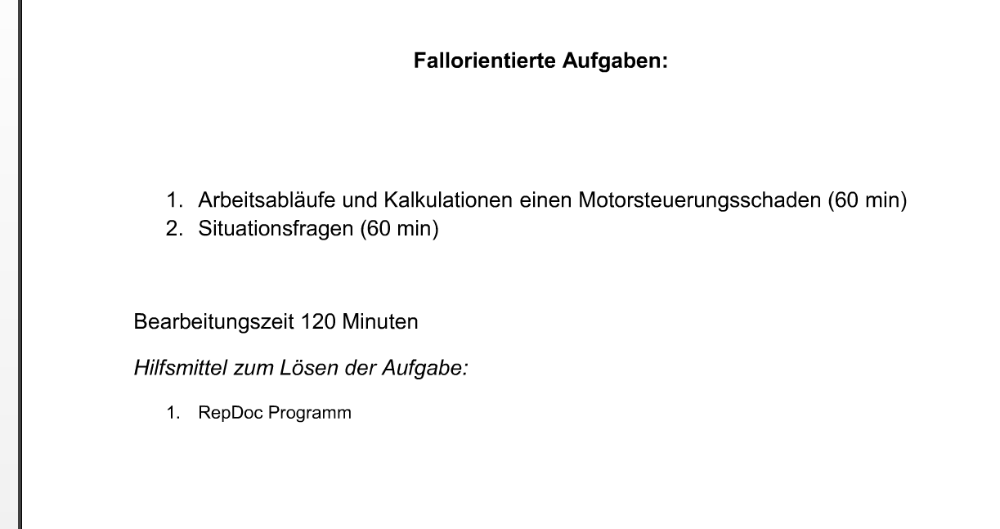 Fallorientierte Aufgaben:
1. Arbeitsabläufe und Kalkulationen einen Motorsteuerungsschaden (60 min)
2. Situationsfragen (60 min)
Bearbeitungszeit 120 Minuten
Hilfsmittel zum Lösen der Aufgabe:
1. RepDoc Programm